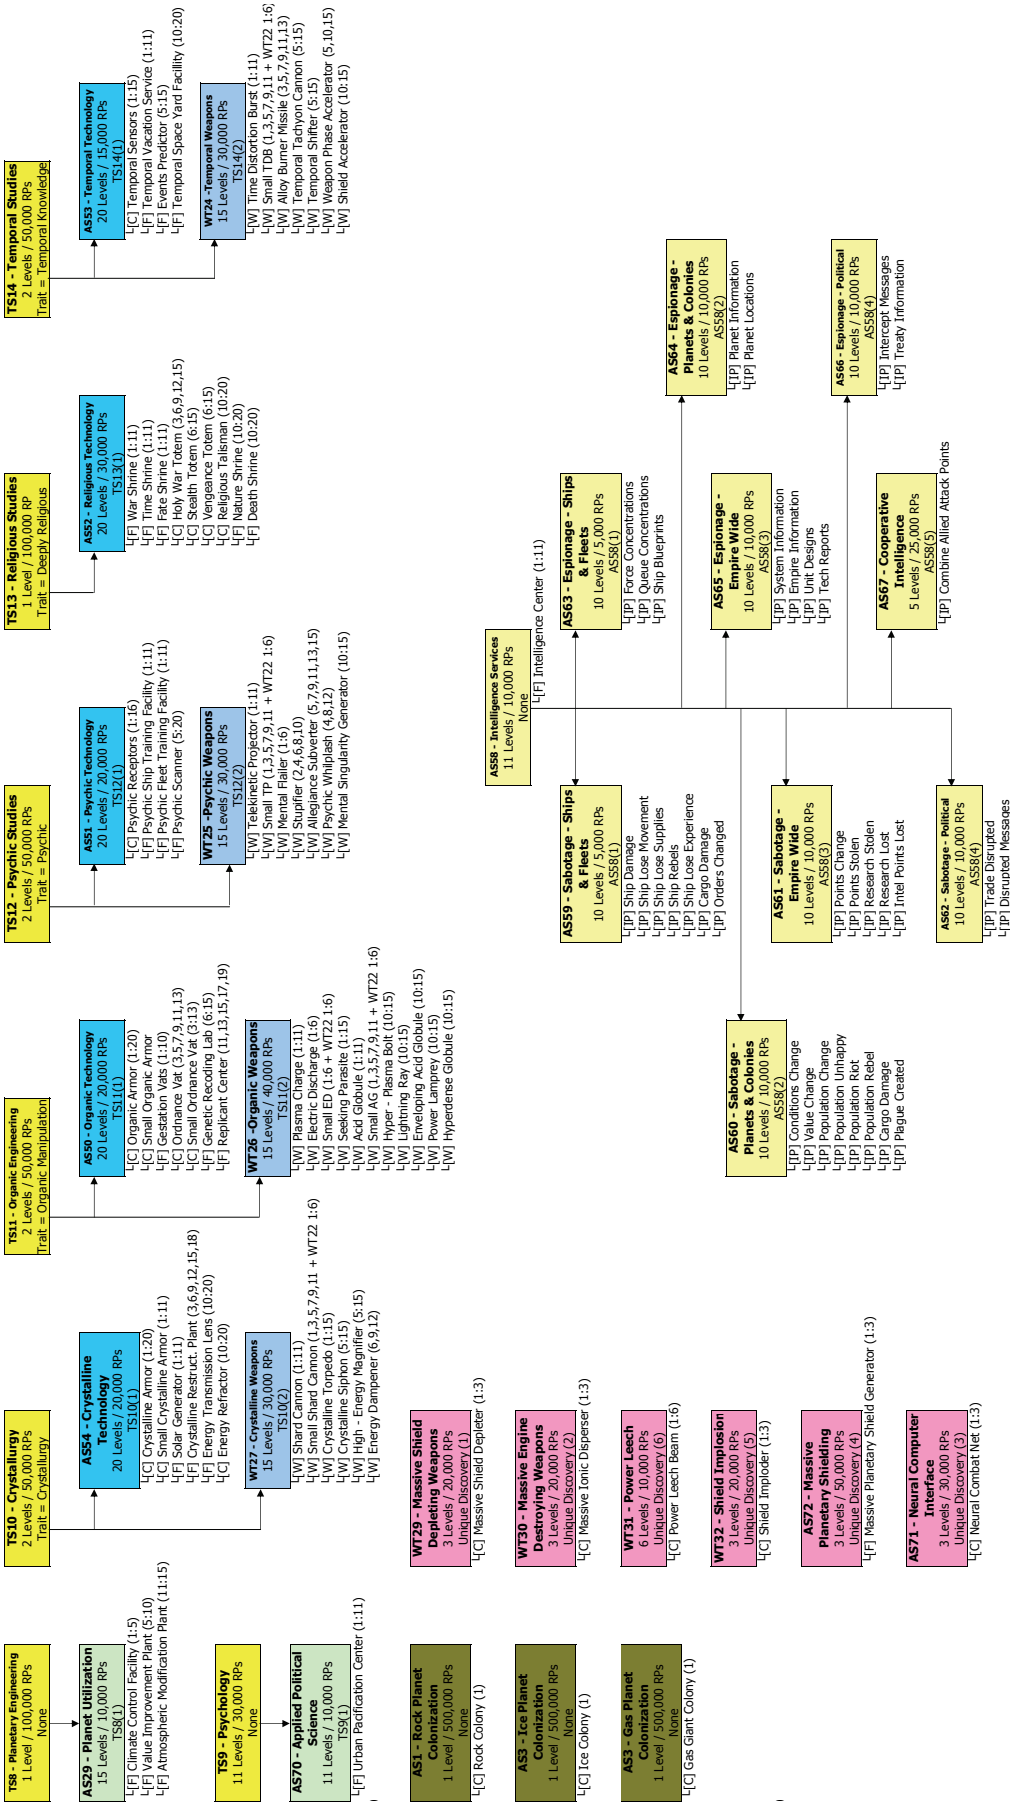 TS8 - Planetary Engineering
1 Level / 100,000 RPs
None
AS29 - Planet Utilization
15 Levels / 10,000 RPs
TS8(1)
[F] Climate Control Facility (1:5)
[F] Value Improvement Plant (5:10)
[F] Atmospheric Modification Plant (11:15)
TS9 - Psychology
11 Levels / 30,000 RPs
None
AS70 - Applied Political
Science
11 Levels / 10,000 RPs
TS9(1)
[F] Urban Pacification Center (1:11)
AS1 - Rock Planet
Colonization
1 Level / 500,000 RPs
None
[C] Rock Colony (1)
AS3 - Ice Planet
Colonization
1 Level / 500,000 RPs
None
[C] Ice Colony (1)
AS3 - Gas Planet
Colonization
1 Level / 500,000 RPs
None
[C] Gas Giant Colony (1)
TS10 - Crystallurgy
2 Levels / 50,000 RPs
Trait = Crystallurgy
AS54 - Crystalline
Technology
20 Levels / 20,000 RPs
TS10(1)
[C] Crystalline Armor (1:20)
[C] Small Crystalline Armor (1:11)
[F] Solar Generator (1:11)
[F] Crystalline Restruct. Plant (3,6,9,12,15,18)
[F] Energy Transmission Lens (10:20)
[C] Energy Refractor (10:20)
WT27 - Crystalline Weapons
15 Levels / 30,000 RPs
TS10(2)
[W] Shard Cannon (1:11)
[W] Small Shard Cannon (1,3,5,7,9,11 + WT22 1:6)
[W] Crystalline Torpedo (1:15)
[W] Crystalline Siphon (5:15)
[W] High - Energy Magnifier (5:15)
[W] Energy Dampener (6,9,12)
WT29 - Massive Shield
Depleting Weapons
3 Levels / 20,000 RPs
Unique Discovery (1)
[C] Massive Shield Depleter (1:3)
WT30 - Massive Engine
Destroying Weapons
3 Levels / 20,000 RPs
Unique Discovery (2)
[C] Massive Ionic Disperser (1:3)
WT31 - Power Leech
6 Levels / 10,000 RPs
Unique Discovery (6)
[C] Power Leech Beam (1:6)
WT32 - Shield Implosion
3 Levels / 20,000 RPs
Unique Discovery (5)
[C] Shield Imploder (1:3)
AS72 - Massive
Planetary Shielding
3 Levels / 50,000 RPs
Unique Discovery (4)
[F] Massive Planetary Shield Generator (1:3)
AS71 - Neural Computer
Interface
3 Levels / 30,000 RPs
Unique Discovery (3)
[C] Neural Combat Net (1:3)
TS11 - Organic Engineering
2 Levels / 50,000 RPs
Trait = Organic Manipulation
AS50 - Organic Technology
20 Levels / 20,000 RPs
TS11(1)
[C] Organic Armor (1:20)
[C] Small Organic Armor
[F] Gestation Vats (1:10)
[C] Ordnance Vat (3,5,7,9,11,13)
[C] Small Ordnance Vat (3:13)
[F] Genetic Recoding Lab (6:15)
[F] Replicant Center (11,13,15,17,19)
WT26 -Organic Weapons
15 Levels / 40,000 RPs
TS11(2)
[W] Plasma Charge (1:11)
[W] Electric Discharge (1:6)
[W] Small ED (1:6 + WT22 1:6)
[W] Seeking Parasite (1:15)
[W] Acid Globule (1:11)
[W] Small AG (1,3,5,7,9,11 + WT22 1:6)
[W] Hyper - Plasma Bolt (10:15)
[W] Lightning Ray (10:15)
[W] Enveloping Acid Globule (10:15)
[W] Power Lamprey (10:15)
[W] Hyperdense Globule (10:15)
TS12 - Psychic Studies
2 Levels / 50,000 RPs
Trait = Psychic
AS51 - Psychic Technology
20 Levels / 20,000 RPs
TS12(1)
[C] Psychic Receptors (1:16)
[F] Psychic Ship Training Facility (1:11)
[F] Psychic Fleet Training Facility (1:11)
[F] Psychic Scanner (5:20)
WT25 -Psychic Weapons
15 Levels / 30,000 RPs
TS12(2)
[W] Telekinetic Projector (1:11)
[W] Small TP (1,3,5,7,9,11 + WT22 1:6)
[W] Mental Flailer (1:6)
[W] Stupifier (2,4,6,8,10)
[W] Allegiance Subverter (5,7,9,11,13,15)
[W] Psychic Whilplash (4,8,12)
[W] Mental Singularity Generator (10:15)
TS13 - Religious Studies
1 Level / 100,000 RP
Trait = Deeply Religious
AS52 - Religious Technology
20 Levels / 30,000 RPs
TS13(1)
[F] War Shrine (1:11)
[F] Time Shrine (1:11)
[F] Fate Shrine (1:11)
[C] Holy War Totem (3,6,9,12,15)
[C] Stealth Totem (6:15)
[C] Vengeance Totem (6:15)
[C] Religious Talisman (10:20)
[F] Nature Shrine (10:20)
[F] Death Shrine (10:20)
TS14 - Temporal Studies
2 Levels / 50,000 RPs
Trait = Temporal Knowledge
AS53 - Temporal Technology
20 Levels / 15,000 RPs
TS14(1)
[C] Temporal Sensors (1:15)
[F] Temporal Vacation Service (1:11)
[F] Events Predictor (5:15)
[F] Temporal Space Yard Facility (10:20)
WT24 -Temporal Weapons
15 Levels / 30,000 RPs
TS14(2)
[W] Time Distortion Burst (1:11)
[W] Small TDB (1,3,5,7,9,11 + WT22 1:6)
[W] Alloy Burner Missile (3,5,7,9,11,13)
[W] Temporal Tachyon Cannon (5:15)
[W] Temporal Shifter (5:15)
[W] Weapon Phase Accelerator (5,10,15)
[W] Shield Accelerator (10:15)
AS58 - Intelligence Services
11 Levels / 10,000 RPs
None
[F] Intelligence Center (1:11)
AS59 - Sabotage - Ships
& Fleets
10 Levels / 5,000 RPs
AS58(1)
[IP] Ship Damage
[IP] Ship Lose Movement
[IP] Ship Lose Supplies
[IP] Ship Rebels
[IP] Ship Lose Experience
[IP] Cargo Damage
[IP] Orders Changed
AS63 - Espionage - Ships
& Fleets
10 Levels / 5,000 RPs
AS58(1)
[IP] Force Concentrations
[IP] Queue Concentrations
[IP] Ship Blueprints
AS60 - Sabotage -
Planets & Colonies
10 Levels / 10,000 RPs
AS58(2)
[IP] Conditions Change
[IP] Value Change
[IP] Population Change
[IP] Population Unhappy
[IP] Population Riot
[IP] Population Rebel
[IP] Cargo Damage
[IP] Plague Created
AS64 - Espionage -
Planets & Colonies
10 Levels / 10,000 RPs
AS58(2)
[IP] Planet Information
[IP] Planet Locations
AS61 - Sabotage -
Empire Wide
10 Levels / 10,000 RPs
AS58(3)
[IP] Points Change
[IP] Points Stolen
[IP] Research Stolen
[IP] Research Lost
[IP] Intel Points Lost
AS65 - Espionage -
Empire Wide
10 Levels / 10,000 RPs
AS58(3)
[IP] System Information
[IP] Empire Information
[IP] Unit Designs
[IP] Tech Reports
AS62 - Sabotage - Political
10 Levels / 10,000 RPs
AS58(4)
[IP] Trade Disrupted
[IP] Disrupted Messages
AS66 - Espionage - Political
10 Levels / 10,000 RPs
AS58(4)
[IP] Intercept Messages
[IP] Treaty Information
AS67 - Cooperative
Intelligence
5 Levels / 25,000 RPs
AS58(5)
[IP] Combine Allied Attack Points